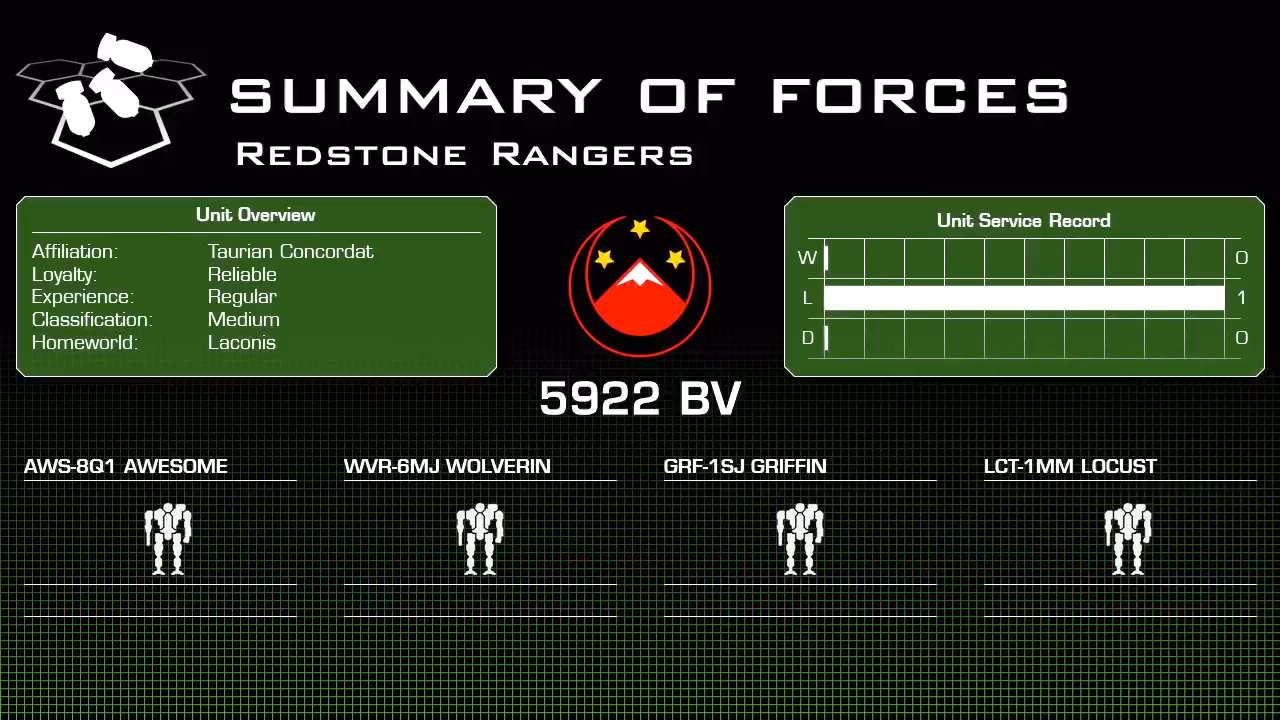 SUMMARY OF FORCES
REDSTONE RANGERS
Unit Overview
Affiliation: Taurian Concordat
Loyalty: Reliable
Experience: Regular
Classification: Medium
Homeworld: Laconis
Unit Service Record
W 0
L 1
D 0
5922 BV
AWS-8Q1 AWESOME
WVR-6MJ WOLVERIN
GRF-1SJ GRIFFIN
LCT-1MM LOCUST